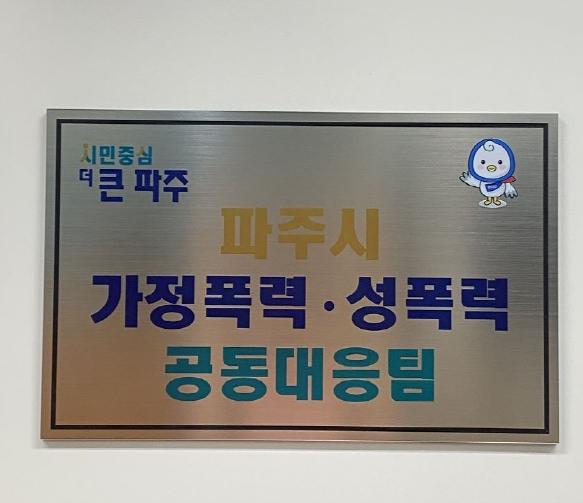 시민중심
더 큰 파주
파주시
가정폭력·성폭력
공동대응팀